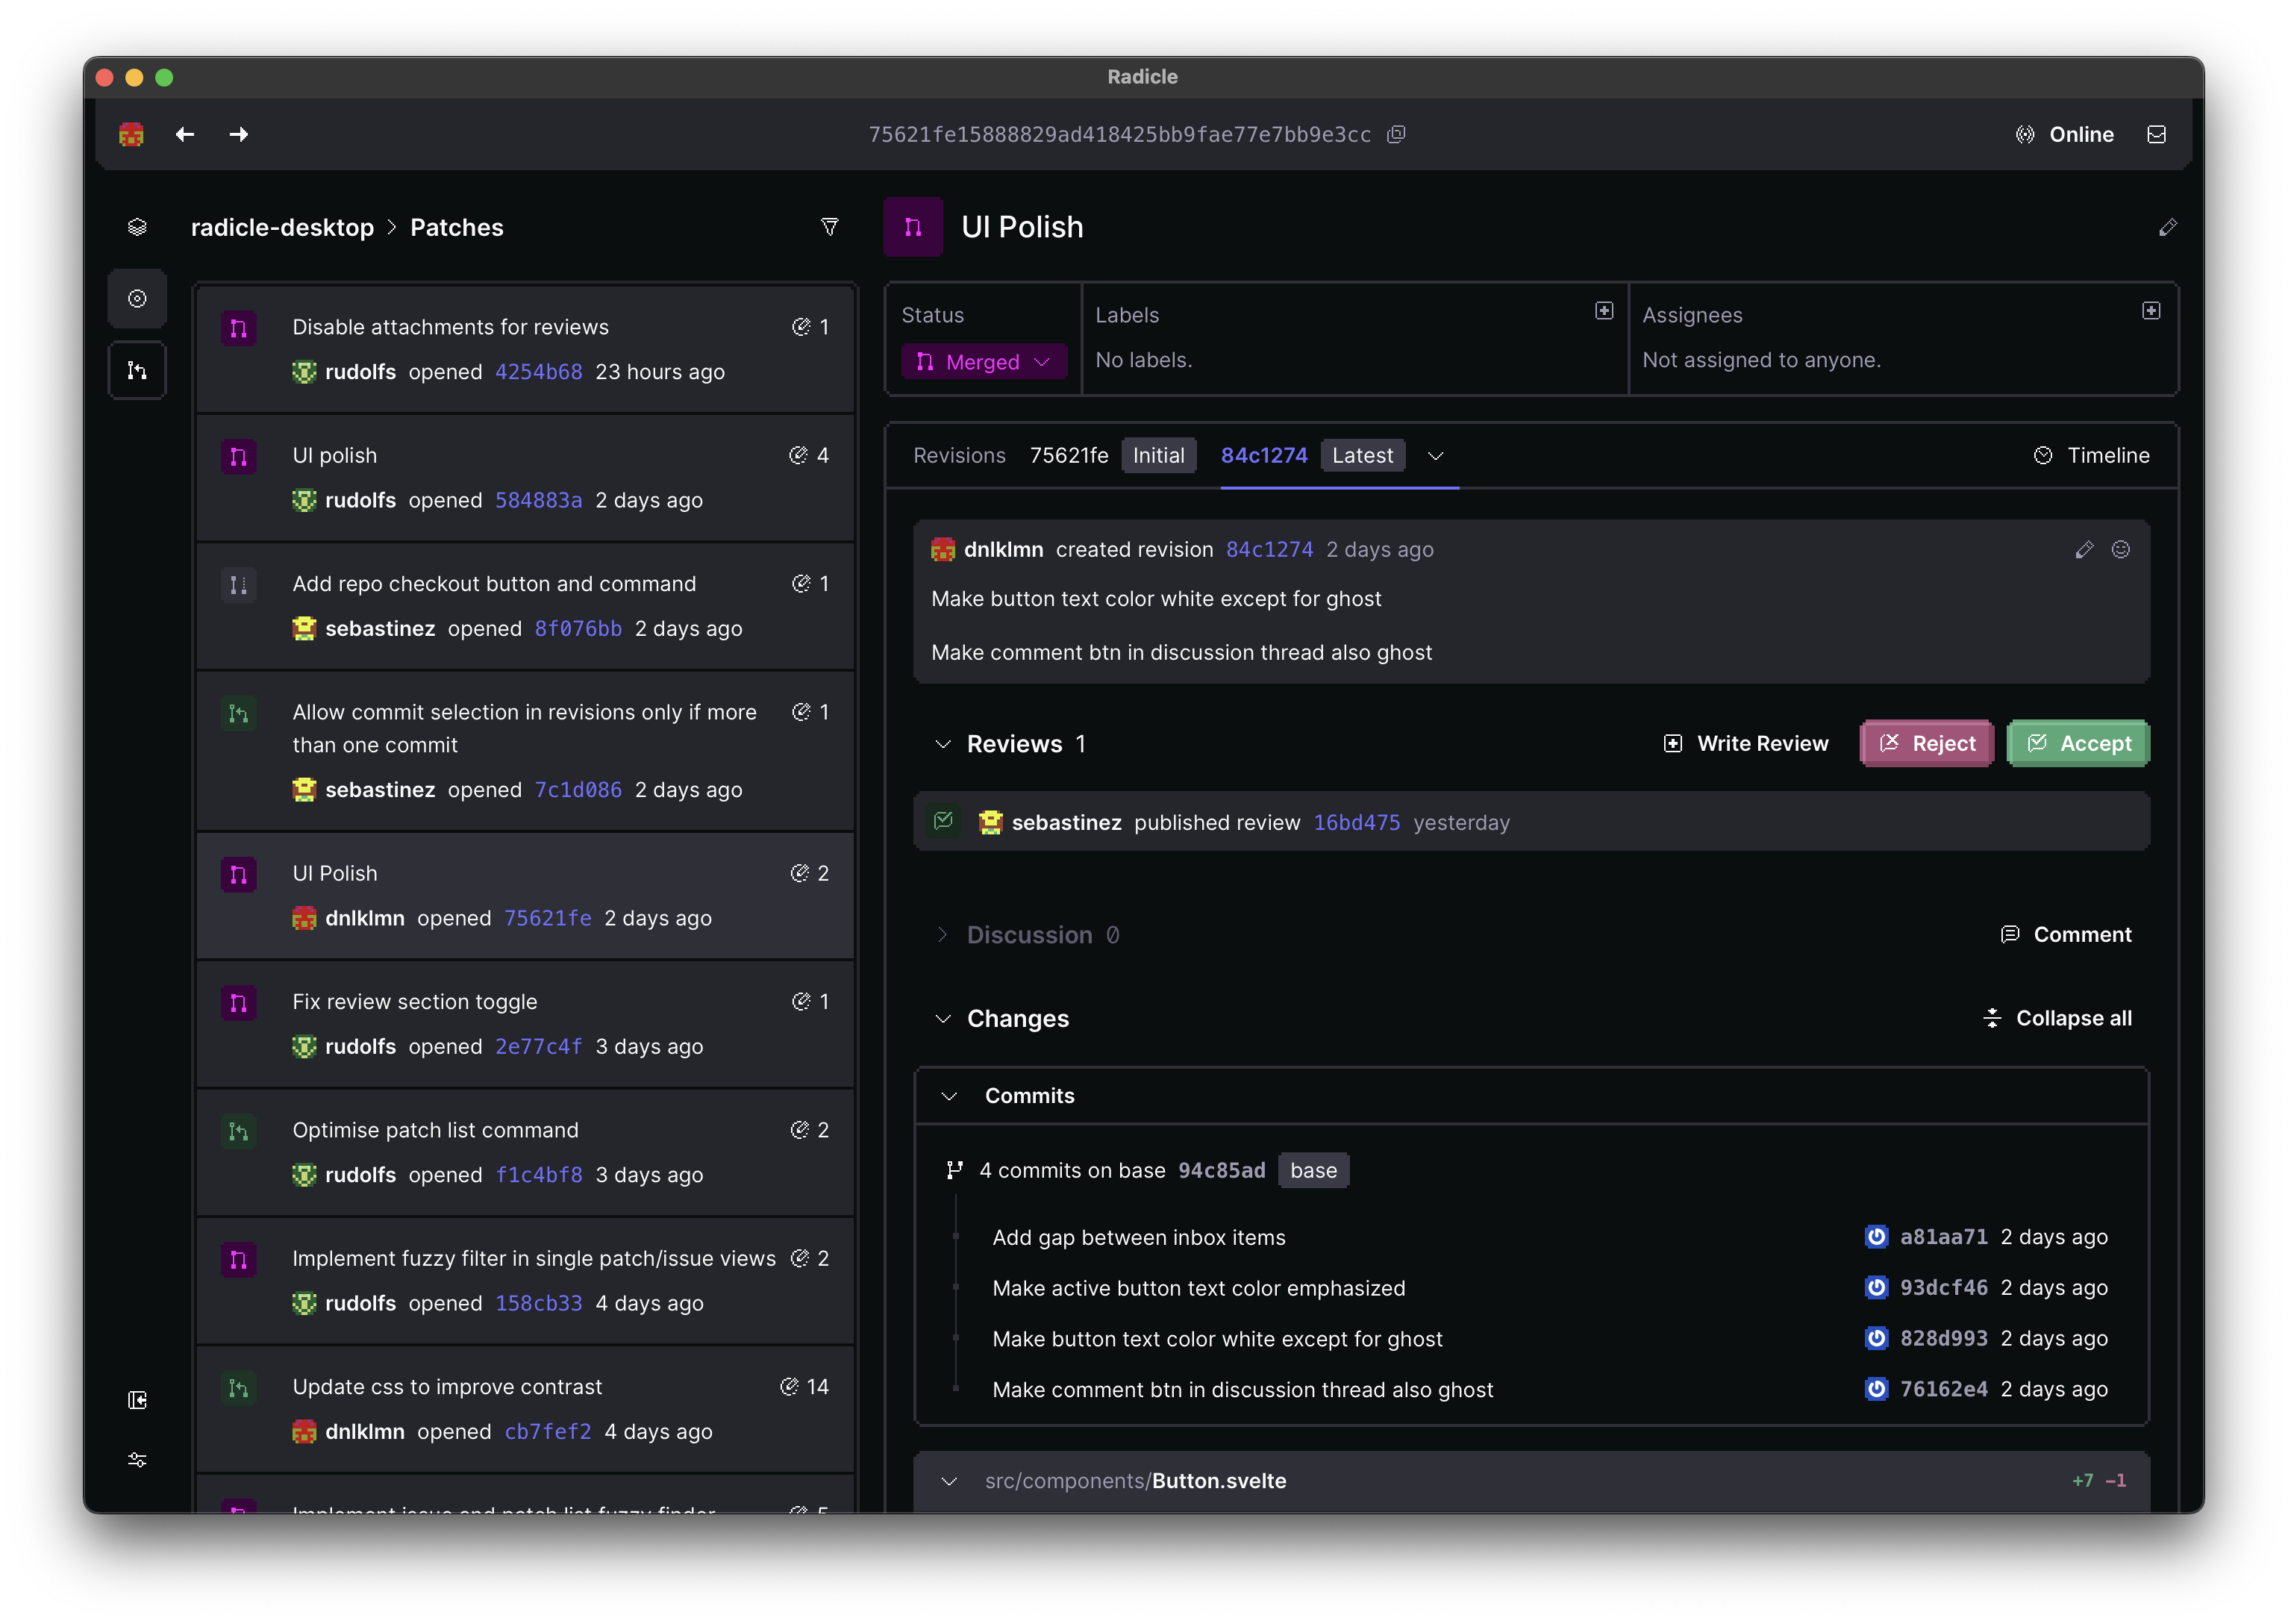 Radicle
75621fe15888829ad418425bb9fae77e7bb9e3cc
Online
radicle-desktop > Patches
Disable attachments for reviews 1
rudolfs opened 4254b68 23 hours ago
UI polish 4
rudolfs opened 584883a 2 days ago
Add repo checkout button and command 1
sebastinez opened 8f076bb 2 days ago
Allow commit selection in revisions only if more 1
than one commit
sebastinez opened 7c1d086 2 days ago
UI Polish 2
dnlklmn opened 75621fe 2 days ago
Fix review section toggle 1
rudolfs opened 2e77c4f 3 days ago
Optimise patch list command 2
rudolfs opened f1c4bf8 3 days ago
Implement fuzzy filter in single patch/issue views 2
rudolfs opened 158cb33 4 days ago
Update css to improve contrast 14
dnlklmn opened cb7fef2 4 days ago
Implement issue and patch list fuzzy finder 5
UI Polish
Status
Merged
Labels
No labels.
Assignees
Not assigned to anyone.
Revisions 75621fe Initial 84c1274 Latest Timeline
dnlklmn created revision 84c1274 2 days ago
Make button text color white except for ghost
Make comment btn in discussion thread also ghost
Reviews 1 Write Review Reject Accept
sebastinez published review 16bd475 yesterday
Discussion 0 Comment
Changes Collapse all
Commits
4 commits on base 94c85ad base
Add gap between inbox items a81aa71 2 days ago
Make active button text color emphasized 93dcf46 2 days ago
Make button text color white except for ghost 828d993 2 days ago
Make comment btn in discussion thread also ghost 76162e4 2 days ago
src/components/Button.svelte +7 -1